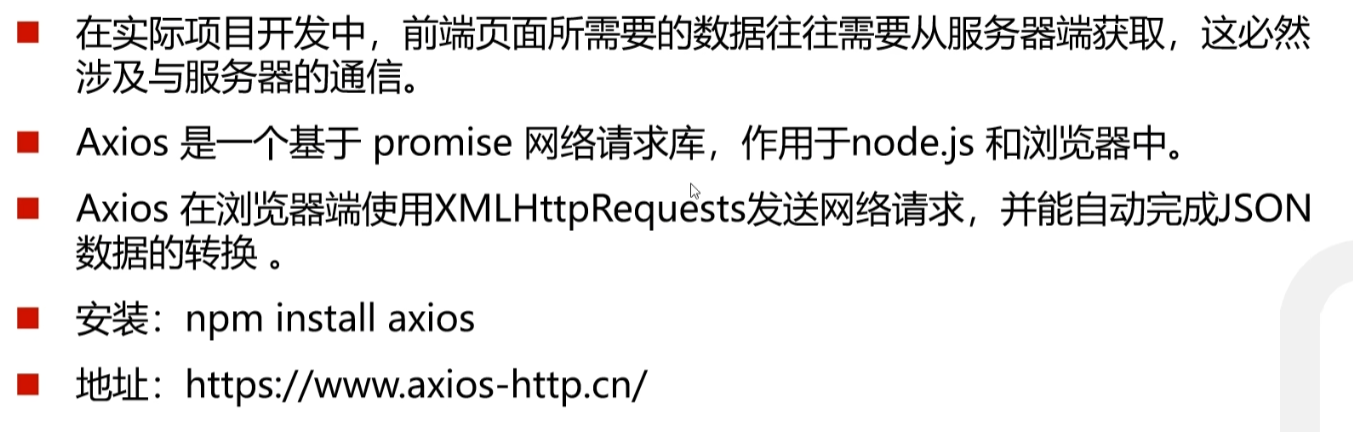 在实际项目开发中，前端页面所需要的数据往往需要从服务器端获取，这必然
涉及与服务器的通信。
Axios 是一个基于 promise 网络请求库，作用于node.js 和浏览器中。
Axios 在浏览器端使用XMLHttpRequests发送网络请求，并能自动完成JSON
数据的转换 。
安装：npm install axios
地址：https://www.axios-http.cn/